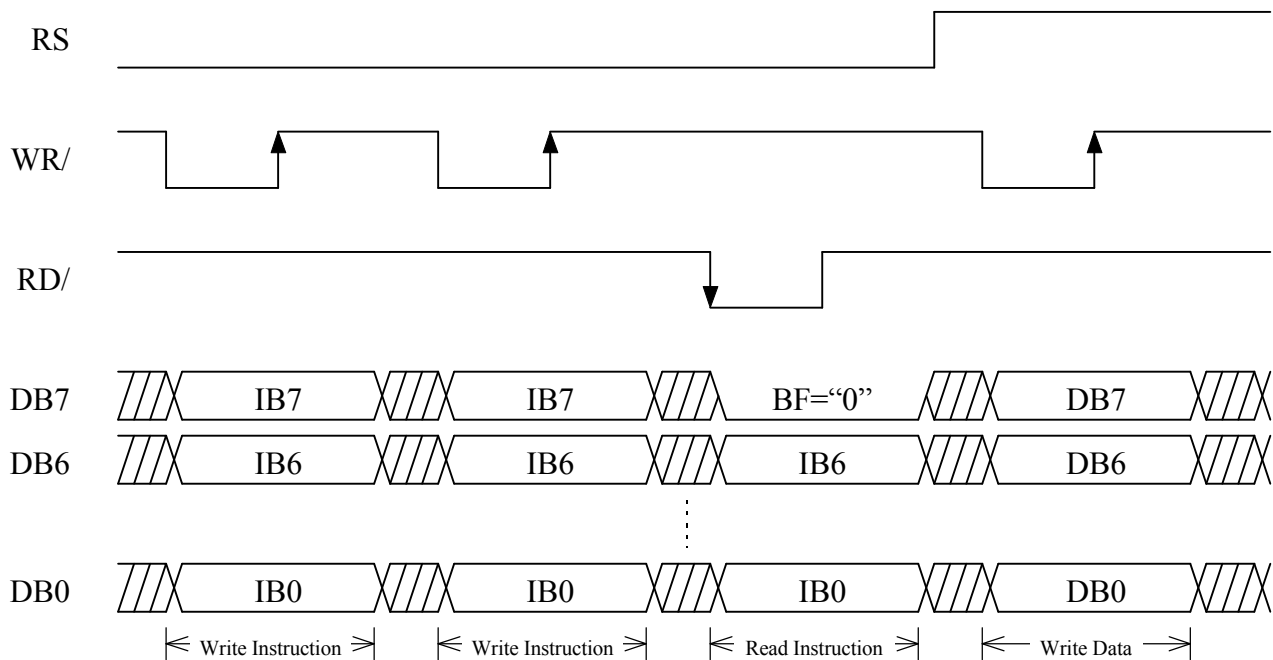 RS
WR/
RD/
DB7 IB7 IB7 BF=“0” DB7
DB6 IB6 IB6 IB6 DB6
DB0 IB0 IB0 IB0 DB0
Write Instruction Write Instruction Read Instruction Write Data